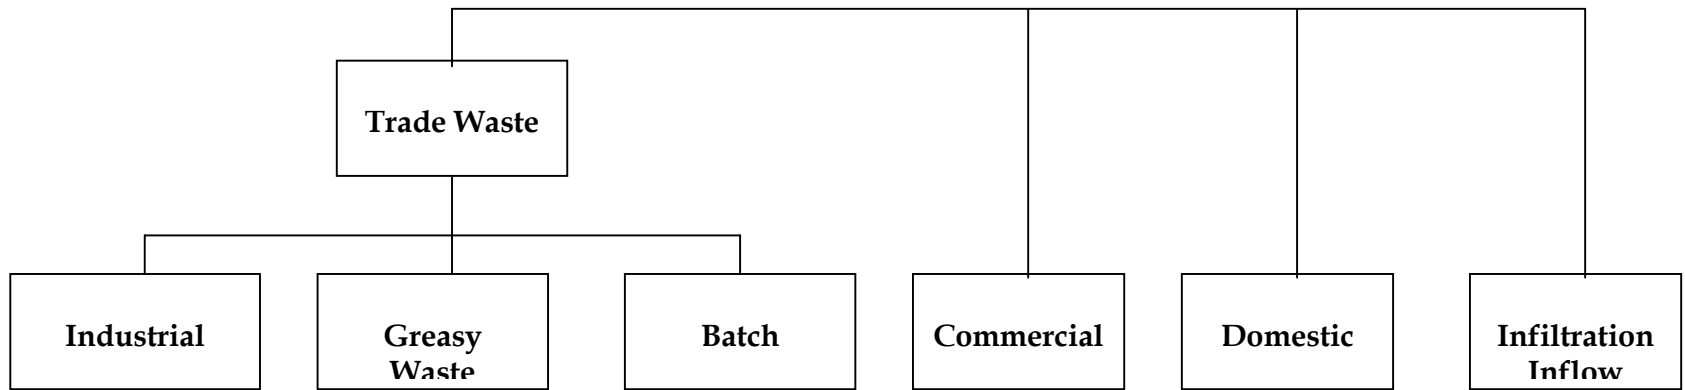 Trade Waste
Industrial
Greasy
Waste
Batch
Commercial
Domestic
Infiltration
Inflow